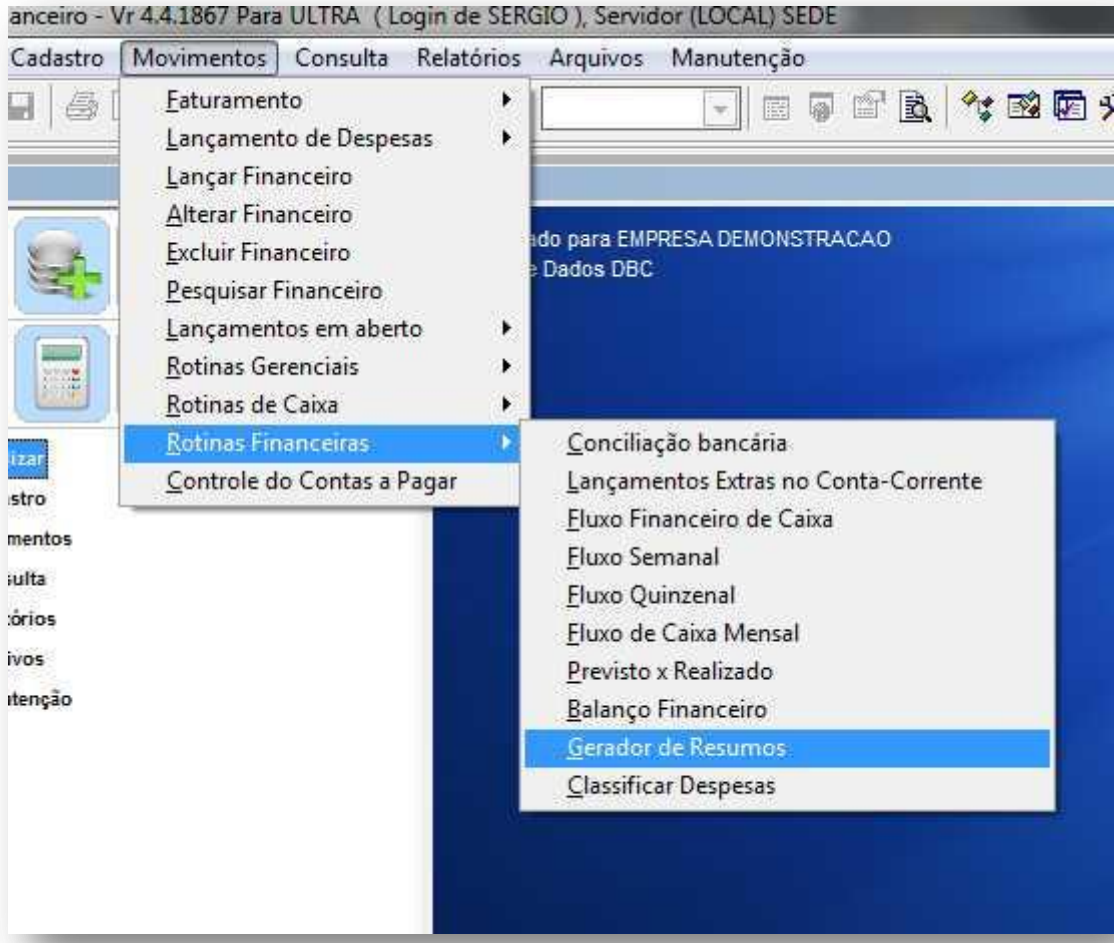 anceiro - Vr 4.4.1867 Para ULTRA ( Login de SERGIO ), Servidor (LOCAL) SEDE
Cadastro Movimentos Consulta Relatórios Arquivos Manutenção
Faturamento
Lançamento de Despesas
Lançar Financeiro
Alterar Financeiro
Excluir Financeiro
Pesquisar Financeiro
Lançamentos em aberto
Rotinas Gerenciais
Rotinas de Caixa
Rotinas Financeiras
Controle do Contas a Pagar
ado para EMPRESA DEMONSTRACAO
e Dados DBC
Conciliação bancária
Lançamentos Extras no Conta-Corrente
Fluxo Financeiro de Caixa
Fluxo Semanal
Fluxo Quinzenal
Fluxo de Caixa Mensal
Previsto x Realizado
Balanço Financeiro
Gerador de Resumos
Classificar Despesas
izar
stro
mentos
sulta
tórios
ivos
tenção